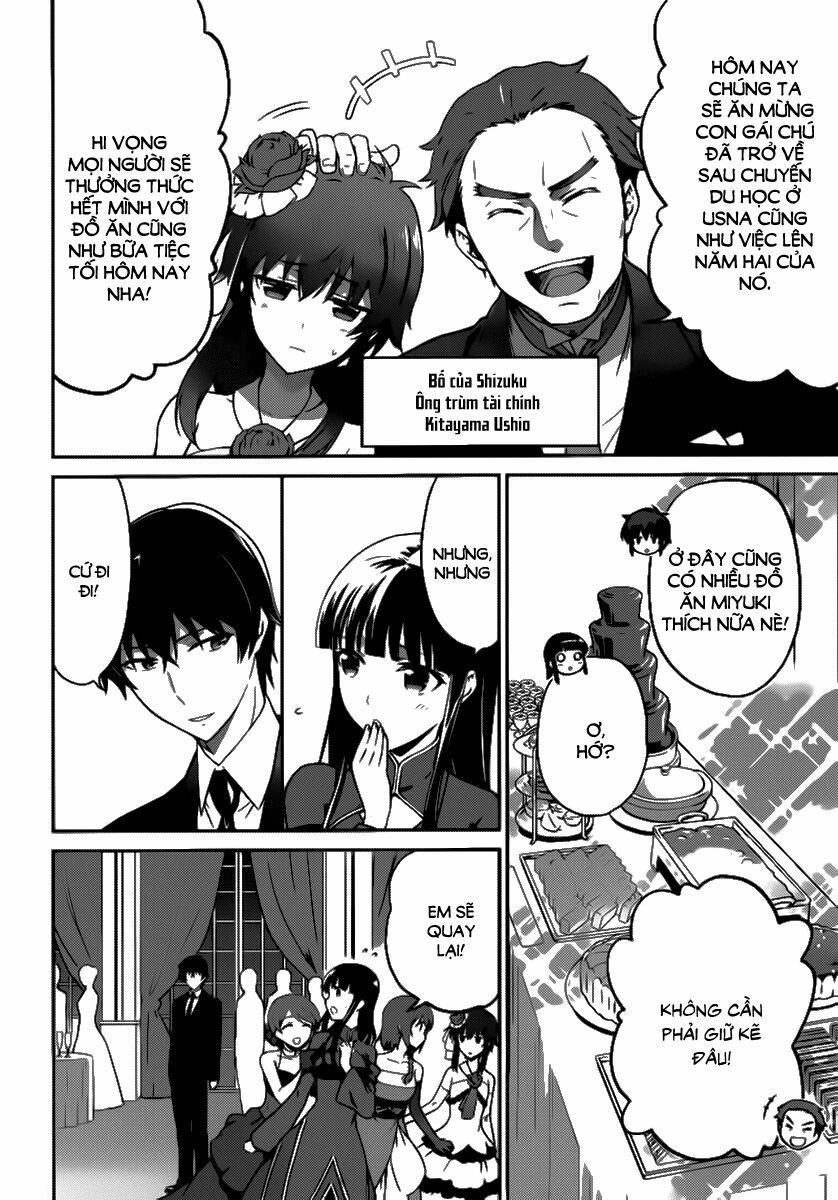 HÔM NAY
CHÚNG TA
SẼ ĂN MỪNG
CON GÁI CHÚ
ĐÃ TRỞ VỀ
SAU CHUYẾN
DU HỌC Ở
USNA CŨNG
NHƯ VIỆC LÊN
NĂM HAI CỦA
NÓ.
HI VỌNG
MỌI NGƯỜI SẼ
THƯỞNG THỨC
HẾT MÌNH VỚI
ĐỒ ĂN CŨNG
NHƯ BỮA TIỆC
TỐI HÔM NAY
NHA!
Bố của Shizuku
Ông trùm tài chính
Kitayama Ushio
Ở ĐÂY CŨNG
CÓ NHIỀU ĐỒ
ĂN MIYUKI
THÍCH NỮA NÈ!
Ơ,
HỚ?
KHÔNG CẦN
PHẢI GIỮ KẼ
ĐÂU!
NHƯNG,
NHƯNG
CỨ ĐI
ĐI!
EM SẼ
QUAY
LẠI!
1